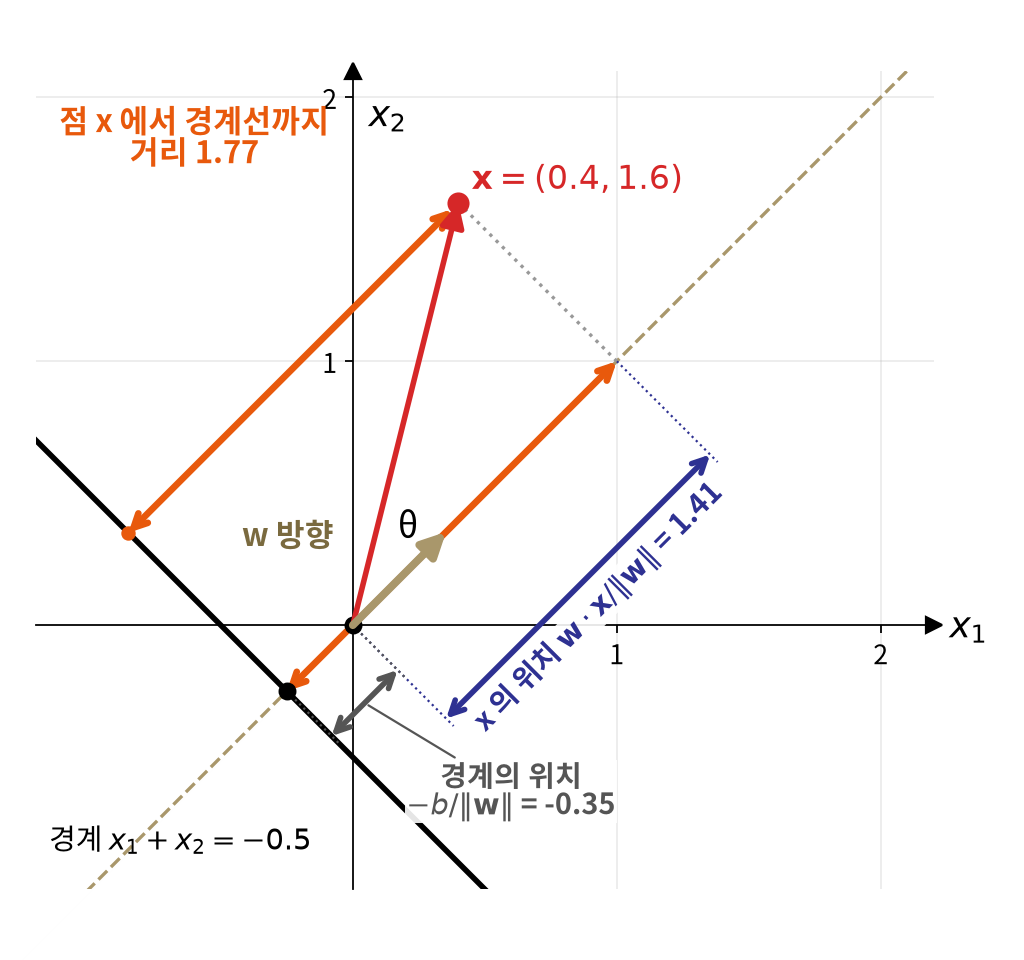 2
x₂
점 x 에서 경계선까지
거리 1.77
x = (0.4, 1.6)
1
w 방향
θ
x₁
1
2
x 의 위치 w · x/‖w‖ = 1.41
경계의 위치
−b/‖w‖ = -0.35
경계 x₁ + x₂ = −0.5